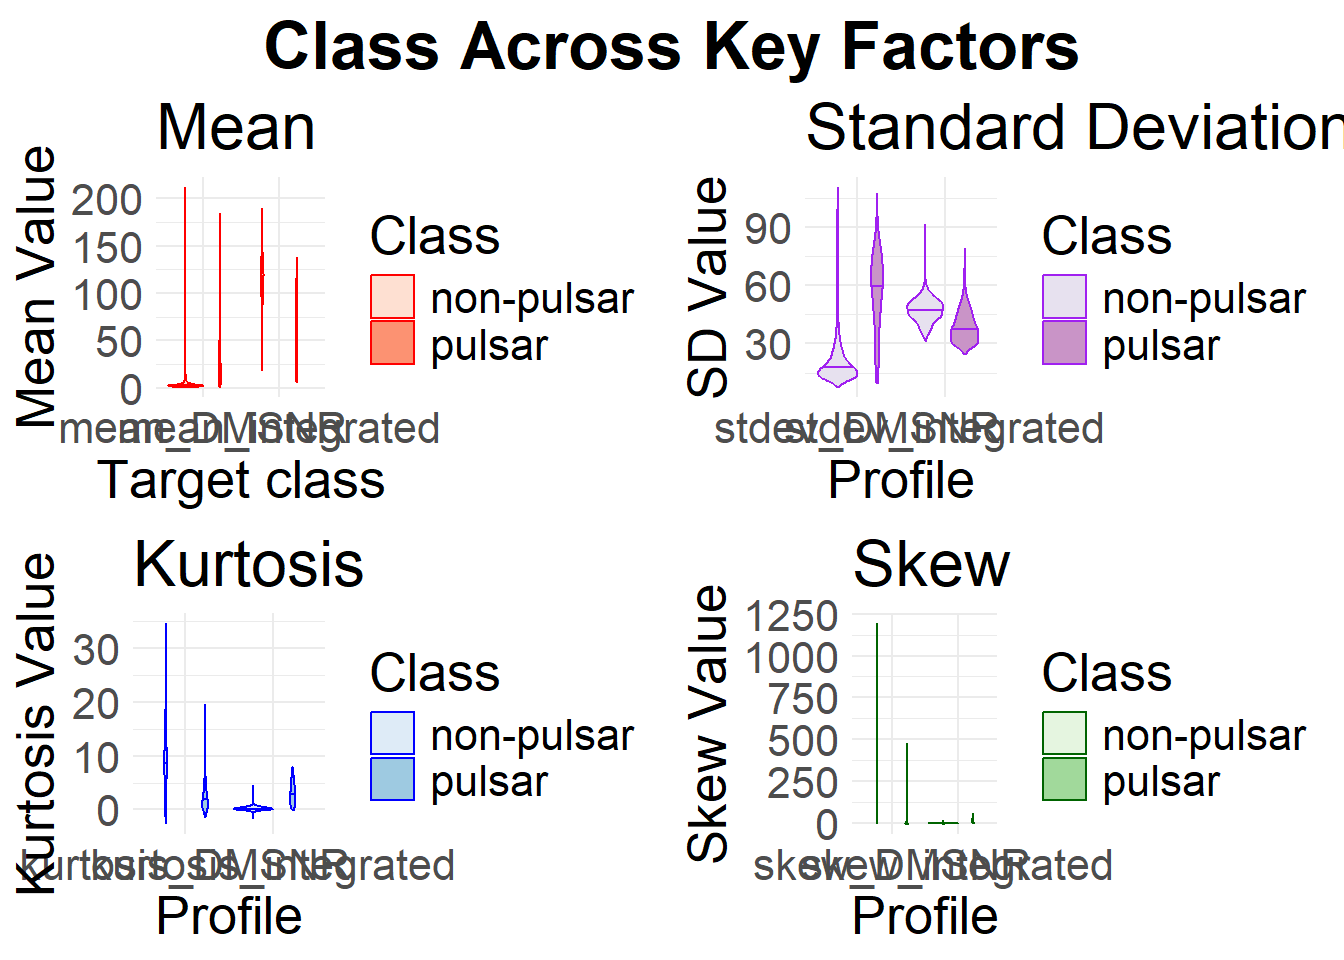 Class Across Key Factors
Mean
Mean Value
200
150
100
50
0
mean_DMSNR
mean_integrated
Target class
Class
non-pulsar
pulsar
Standard Deviation
SD Value
90
60
30
stdev_DMSNR
stdev_integrated
Profile
Class
non-pulsar
pulsar
Kurtosis
Kurtosis Value
30
20
10
0
kurtosis_DMSNR
kurtosis_integrated
Profile
Class
non-pulsar
pulsar
Skew
Skew Value
1250
1000
750
500
250
0
skew_DMSNR
skew_integrated
Profile
Class
non-pulsar
pulsar